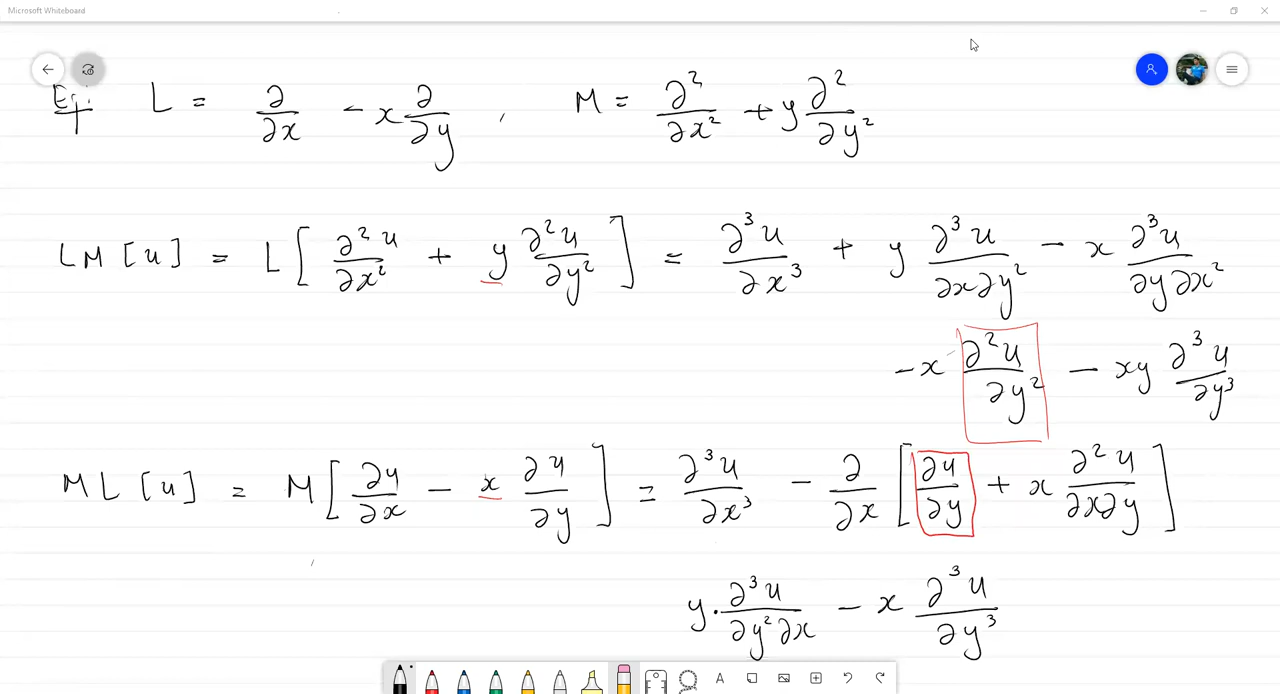 Microsoft Whiteboard
Eg: L = ∂/∂x - x ∂/∂y , M = ∂²/∂x² + y ∂²/∂y²
LM[u] = L[∂²u/∂x² + y ∂²u/∂y²] = ∂³u/∂x³ + y ∂³u/∂x∂y² - x ∂³u/∂y∂x²
-x ∂²u/∂y² - xy ∂³u/∂y³
ML[u] = M[∂u/∂x - x ∂u/∂y] = ∂³u/∂x³ - ∂/∂x [∂u/∂y + x ∂²u/∂x∂y]
y · ∂³u/∂y²∂x - x ∂³u/∂y³
A